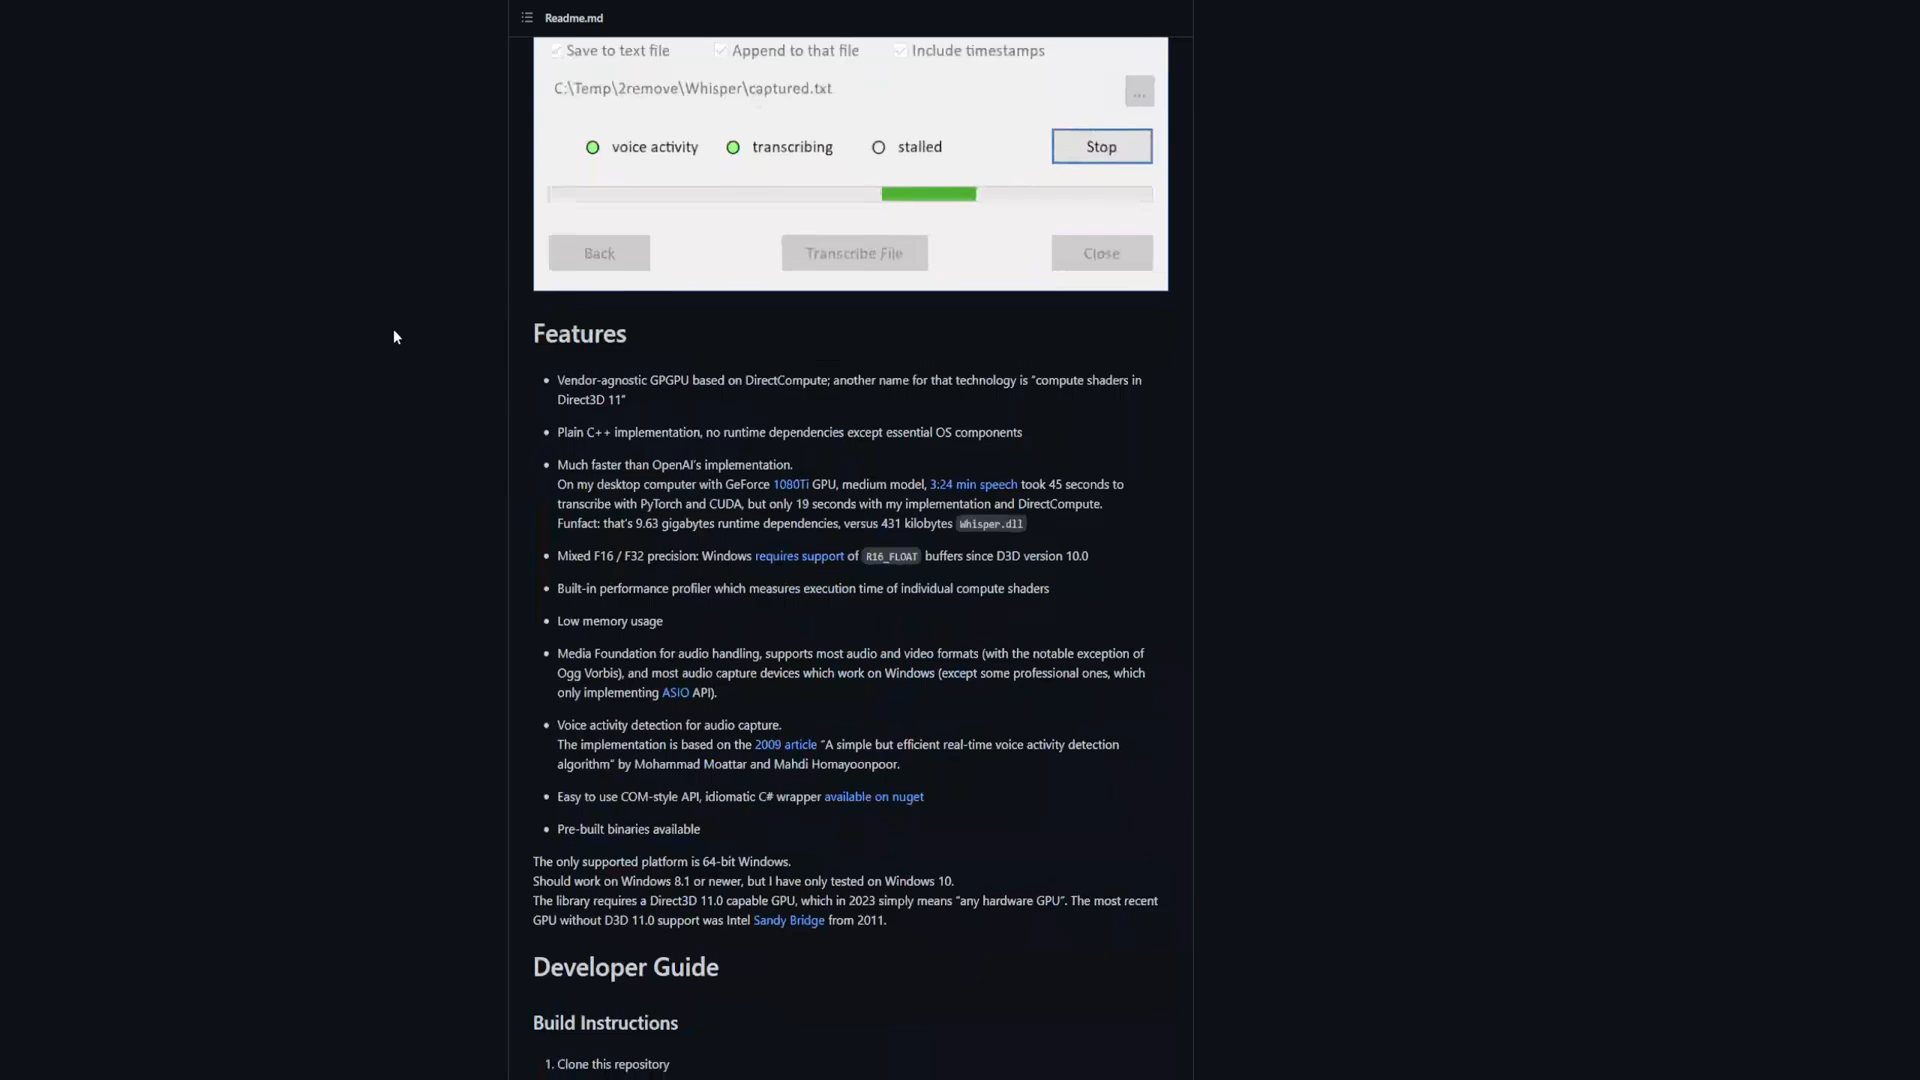 Readme.md
Save to text file Append to that file Include timestamps
C:\Temp\2remove\Whisper\captured.txt ...
voice activity transcribing stalled Stop
Back Transcribe File Close
Features
Vendor-agnostic GPGPU based on DirectCompute; another name for that technology is “compute shaders in
Direct3D 11”
Plain C++ implementation, no runtime dependencies except essential OS components
Much faster than OpenAI’s implementation.
On my desktop computer with GeForce 1080Ti GPU, medium model, 3:24 min speech took 45 seconds to
transcribe with PyTorch and CUDA, but only 19 seconds with my implementation and DirectCompute.
Funfact: that’s 9.63 gigabytes runtime dependencies, versus 431 kilobytes Whisper.dll
Mixed F16 / F32 precision: Windows requires support of R16_FLOAT buffers since D3D version 10.0
Built-in performance profiler which measures execution time of individual compute shaders
Low memory usage
Media Foundation for audio handling, supports most audio and video formats (with the notable exception of
Ogg Vorbis), and most audio capture devices which work on Windows (except some professional ones, which
only implementing ASIO API).
Voice activity detection for audio capture.
The implementation is based on the 2009 article “A simple but efficient real-time voice activity detection
algorithm” by Mohammad Moattar and Mahdi Homayoonpoor.
Easy to use COM-style API, idiomatic C# wrapper available on nuget
Pre-built binaries available
The only supported platform is 64-bit Windows.
Should work on Windows 8.1 or newer, but I have only tested on Windows 10.
The library requires a Direct3D 11.0 capable GPU, which in 2023 simply means “any hardware GPU”. The most recent
GPU without D3D 11.0 support was Intel Sandy Bridge from 2011.
Developer Guide
Build Instructions
1. Clone this repository